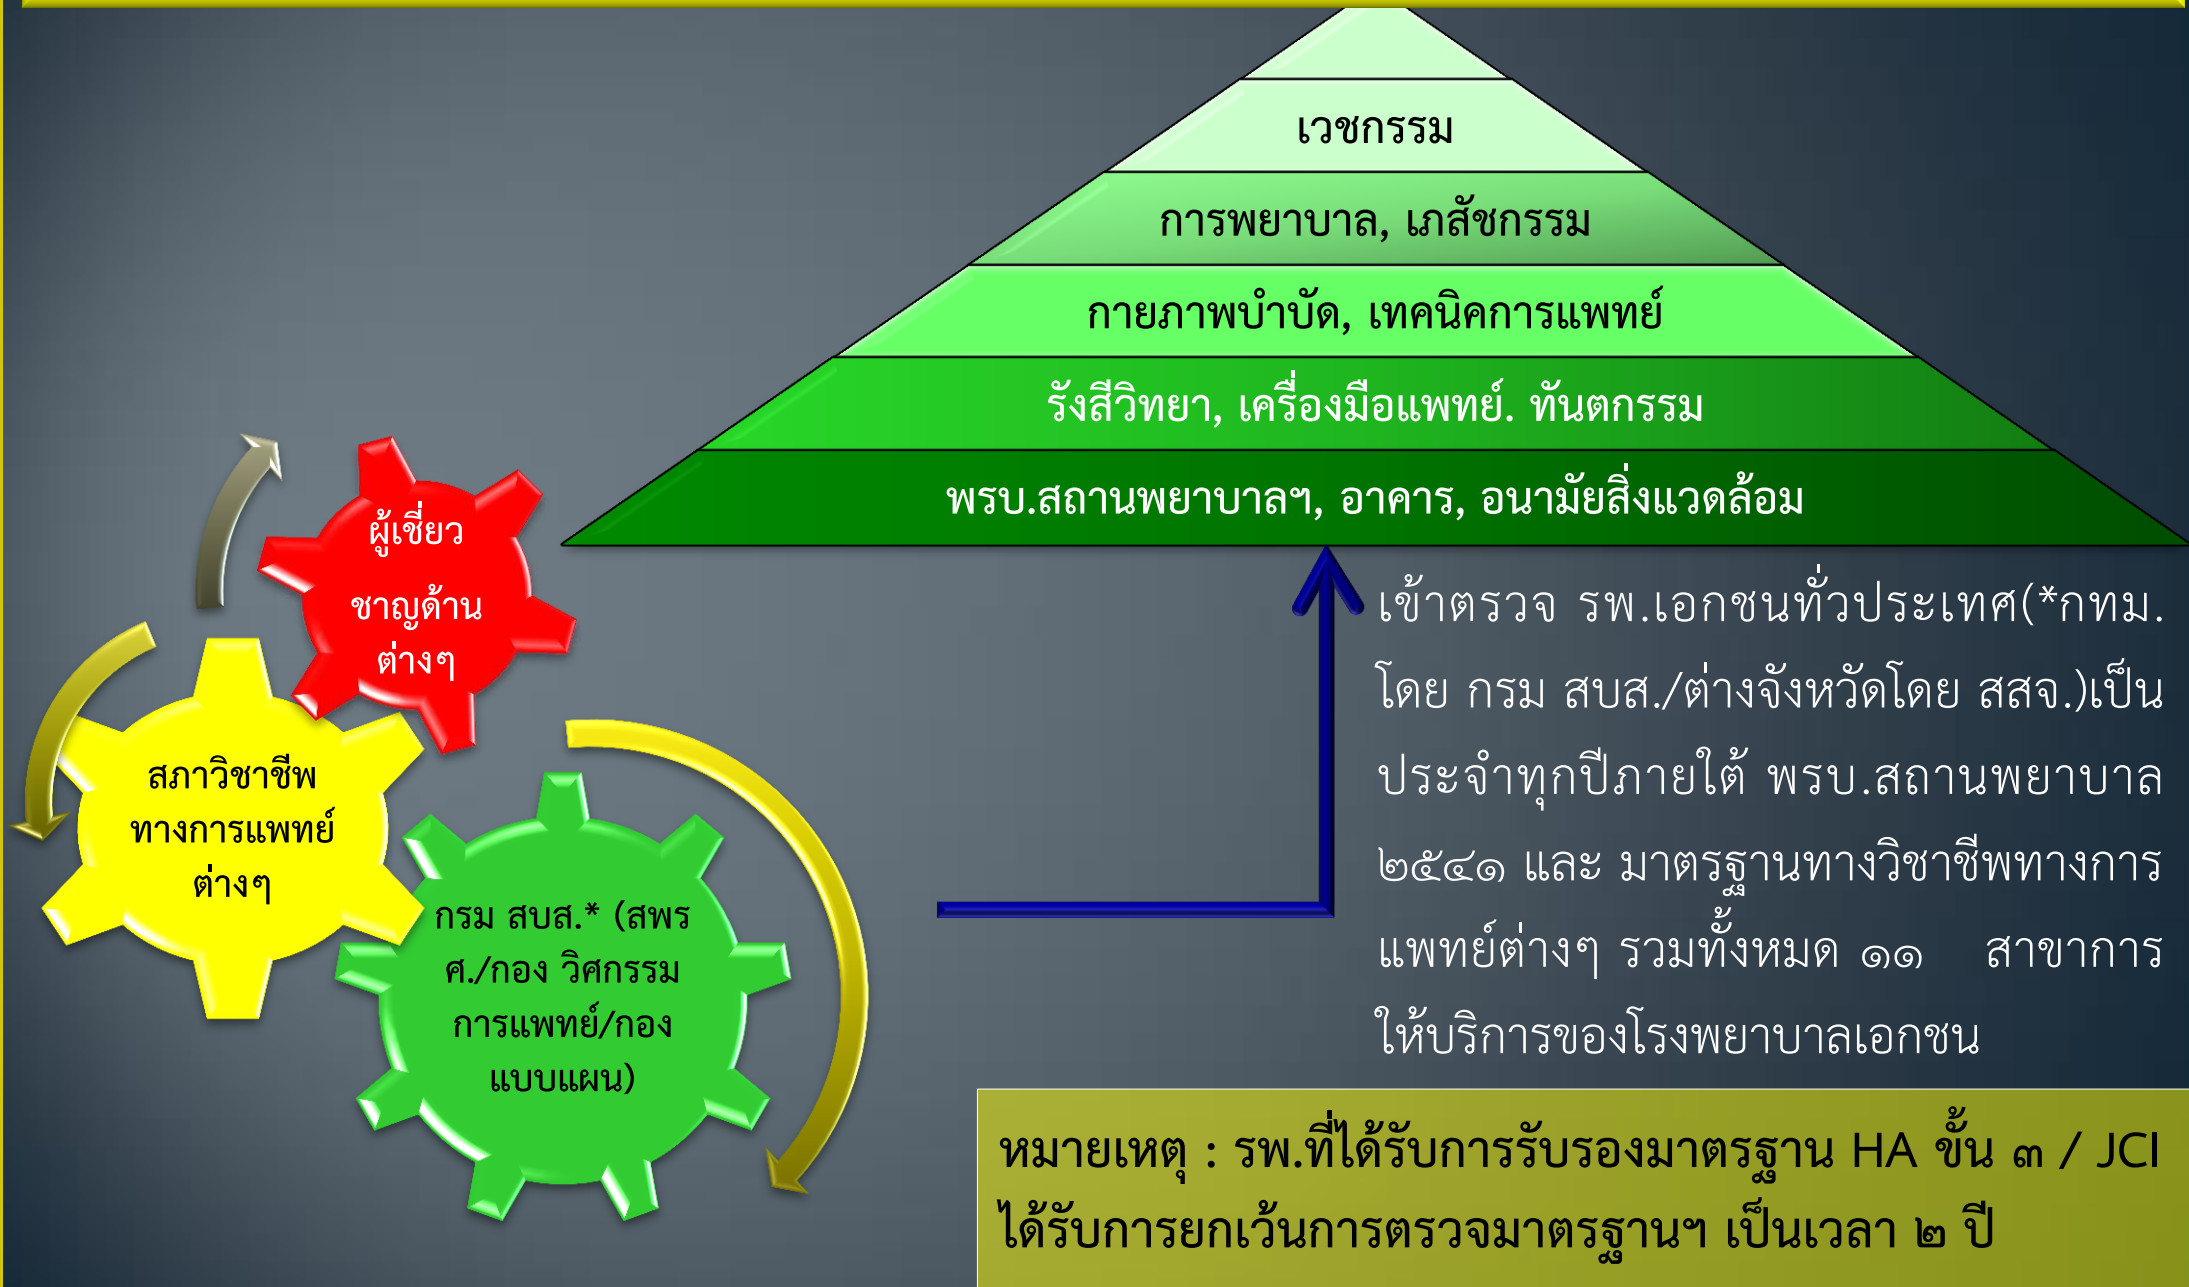 เวชกรรม
การพยาบาล, เภสัชกรรม
กายภาพบำบัด, เทคนิคการแพทย์
รังสีวิทยา, เครื่องมือแพทย์. ทันตกรรม
พรบ.สถานพยาบาลฯ, อาคาร, อนามัยสิ่งแวดล้อม
ผู้เชี่ยว
ชาญด้าน
ต่างๆ
สภาวิชาชีพ
ทางการแพทย์
ต่างๆ
กรม สบส.* (สพร
ศ./กอง วิศกรรม
การแพทย์/กอง
แบบแผน)
เข้าตรวจ รพ.เอกชนทั่วประเทศ(*กทม.
โดย กรม สบส./ต่างจังหวัดโดย สสจ.)เป็น
ประจำทุกปีภายใต้ พรบ.สถานพยาบาล
๒๕๔๑ และ มาตรฐานทางวิชาชีพทางการ
แพทย์ต่างๆ รวมทั้งหมด ๑๑ สาขาการ
ให้บริการของโรงพยาบาลเอกชน
หมายเหตุ : รพ.ที่ได้รับการรับรองมาตรฐาน HA ขั้น ๓ / JCI
ได้รับการยกเว้นการตรวจมาตรฐานฯ เป็นเวลา ๒ ปี